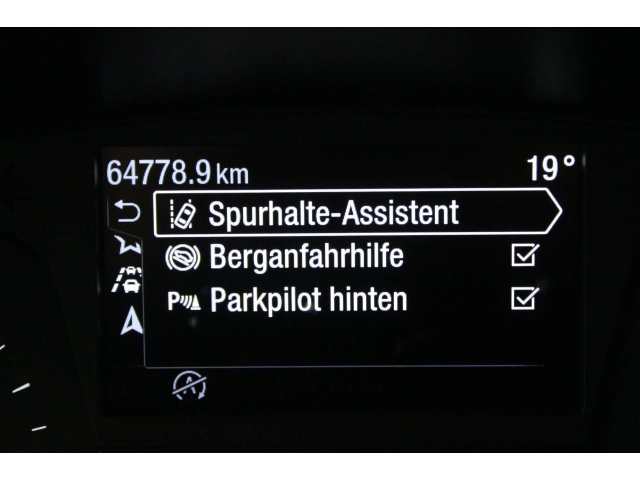 64778.9 km 19°
Spurhalte-Assistent
Berganfahrhilfe
P Parkpilot hinten
A